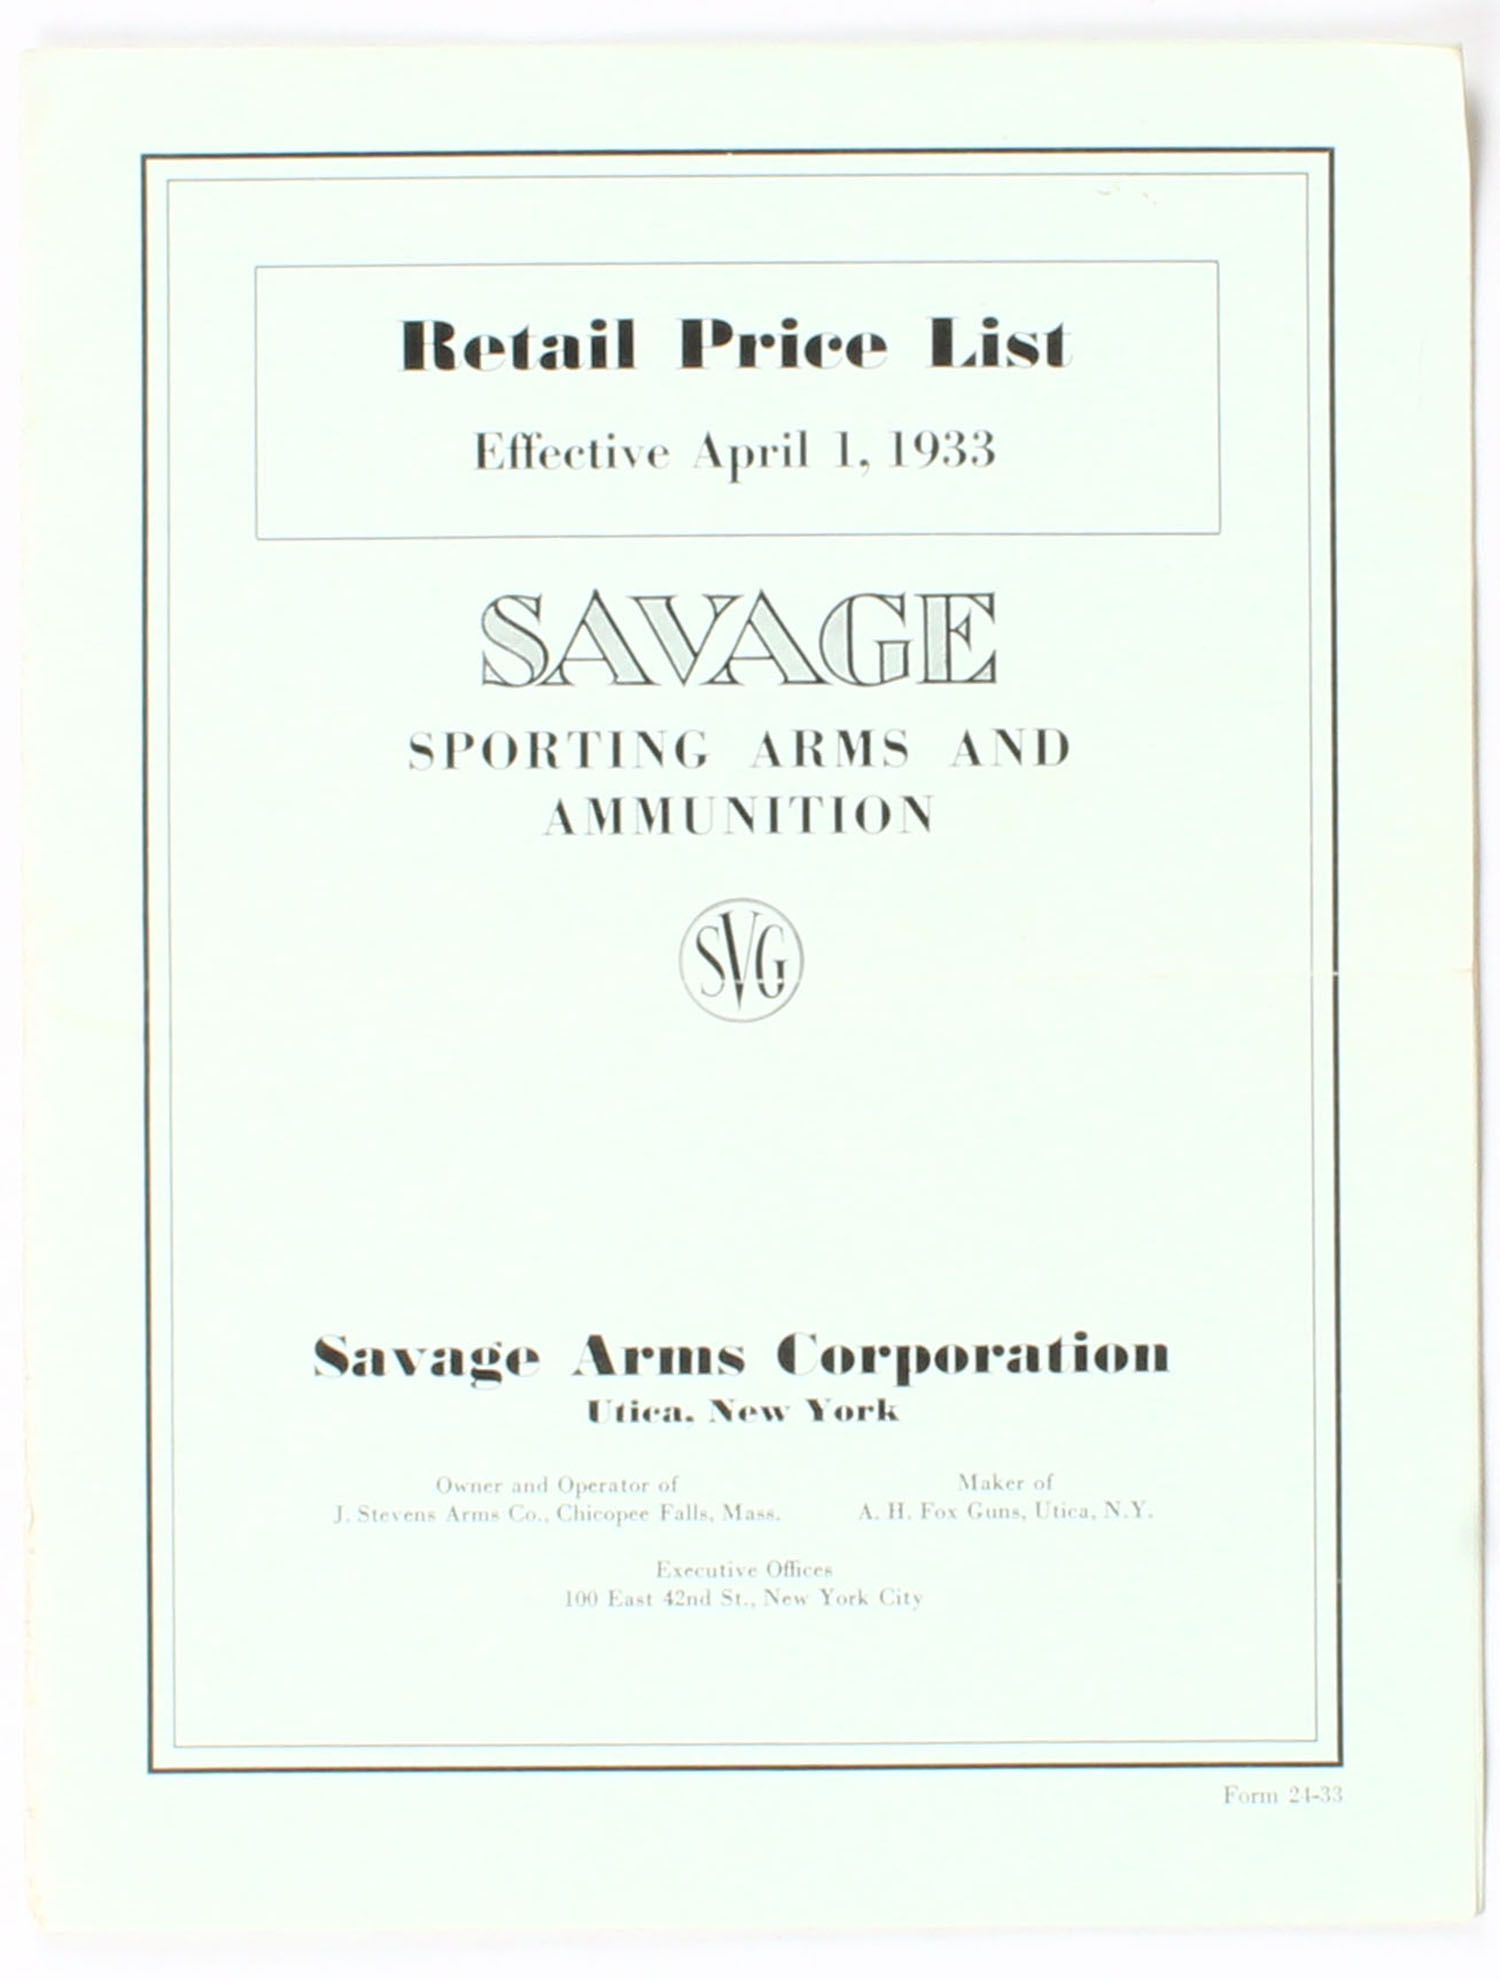 Retail Price List
Effective April 1, 1933
SAVAGE
SPORTING ARMS AND
AMMUNITION
SVG
Savage Arms Corporation
Utica, New York
Owner and Operator of
J. Stevens Arms Co., Chicopee Falls, Mass.
Maker of
A. H. Fox Guns, Utica, N.Y.
Executive Offices
100 East 42nd St., New York City
Form 24-33